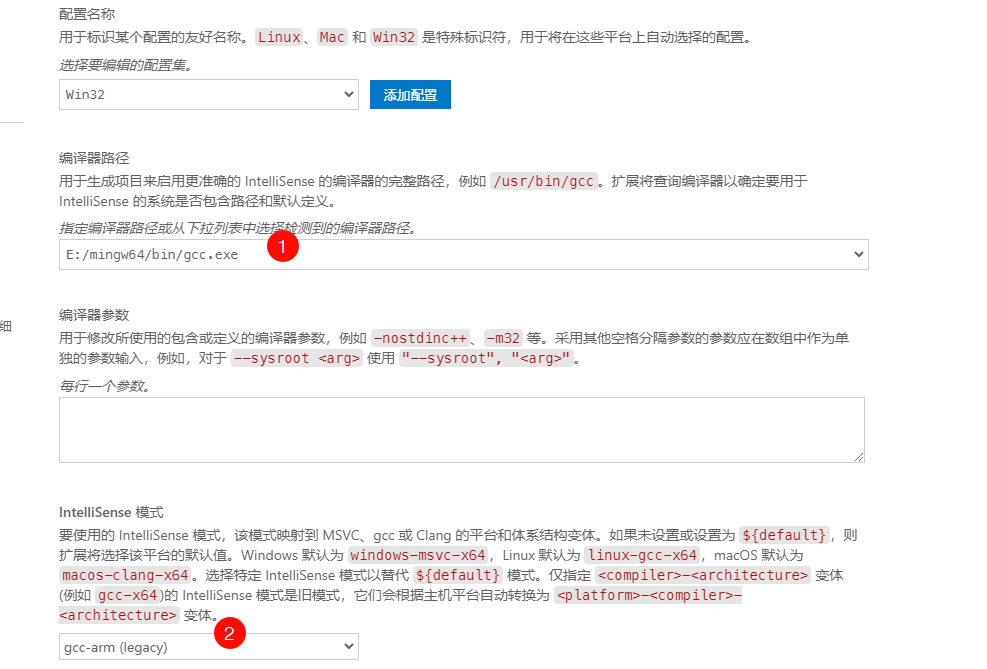 配置名称
用于标识某个配置的友好名称。Linux、Mac 和 Win32 是特殊标识符，用于将在这些平台上自动选择的配置。
选择要编辑的配置集。
Win32
添加配置
编译器路径
用于生成项目来启用更准确的 IntelliSense 的编译器的完整路径，例如 /usr/bin/gcc。扩展将查询编译器以确定要用于
IntelliSense 的系统是否包含路径和默认定义。
指定编译器路径或从下拉列表中选择检测到的编译器路径。
1
E:/mingw64/bin/gcc.exe
编译器参数
细
用于修改所使用的包含或定义的编译器参数，例如 -nostdinc++、-m32 等。采用其他空格分隔参数的参数应在数组中作为单
独的参数输入，例如，对于 --sysroot <arg> 使用 "--sysroot", "<arg>"。
每行一个参数。
IntelliSense 模式
要使用的 IntelliSense 模式，该模式映射到 MSVC、gcc 或 Clang 的平台和体系结构变体。如果未设置或设置为 ${default}，则
扩展将选择该平台的默认值。Windows 默认为 windows-msvc-x64，Linux 默认为 linux-gcc-x64，macOS 默认为
macos-clang-x64。选择特定 IntelliSense 模式以替代 ${default} 模式。仅指定 <compiler>-<architecture> 变体
(例如 gcc-x64)的 IntelliSense 模式是旧模式，它们会根据主机平台自动转换为 <platform>-<compiler>-
<architecture> 变体。
2
gcc-arm (legacy)